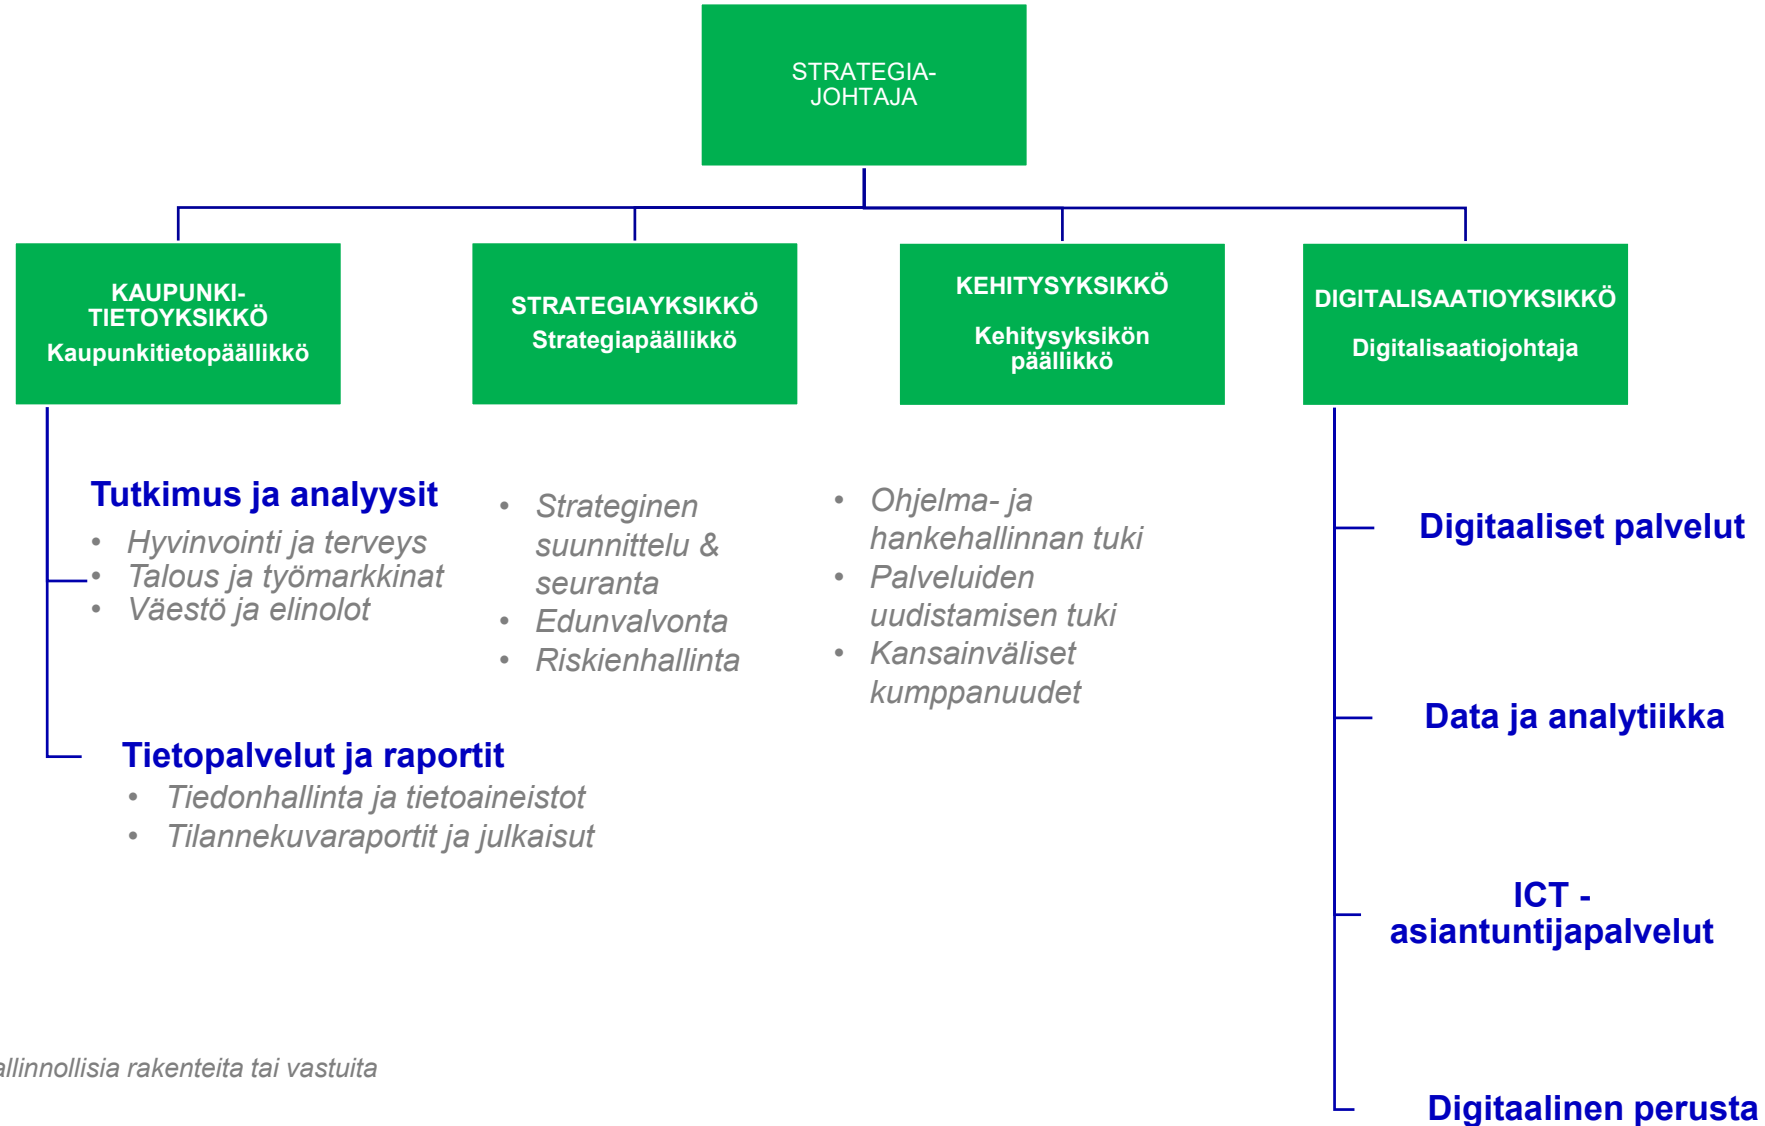 STRATEGIA-
JOHTAJA
KAUPUNKI-
TIETOYKSIKKÖ
Kaupunkitietopäällikkö
STRATEGIAYKSIKKÖ
Strategiapäällikkö
KEHITYSYKSIKKÖ
Kehitysyksikön
päällikkö
DIGITALISAATIOYKSIKKÖ
Digitalisaatiojohtaja
Tutkimus ja analyysit
• Hyvinvointi ja terveys
• Talous ja työmarkkinat
• Väestö ja elinolot
Tietopalvelut ja raportit
• Tiedonhallinta ja tietoaineistot
• Tilannekuvaraportit ja julkaisut
• Strateginen
suunnittelu &
seuranta
• Edunvalvonta
• Riskienhallinta
• Ohjelma- ja
hankehallinnan tuki
• Palveluiden
uudistamisen tuki
• Kansainväliset
kumppanuudet
Digitaaliset palvelut
Data ja analytiikka
ICT -
asiantuntijapalvelut
Digitaalinen perusta
rakenteita tai vastuita